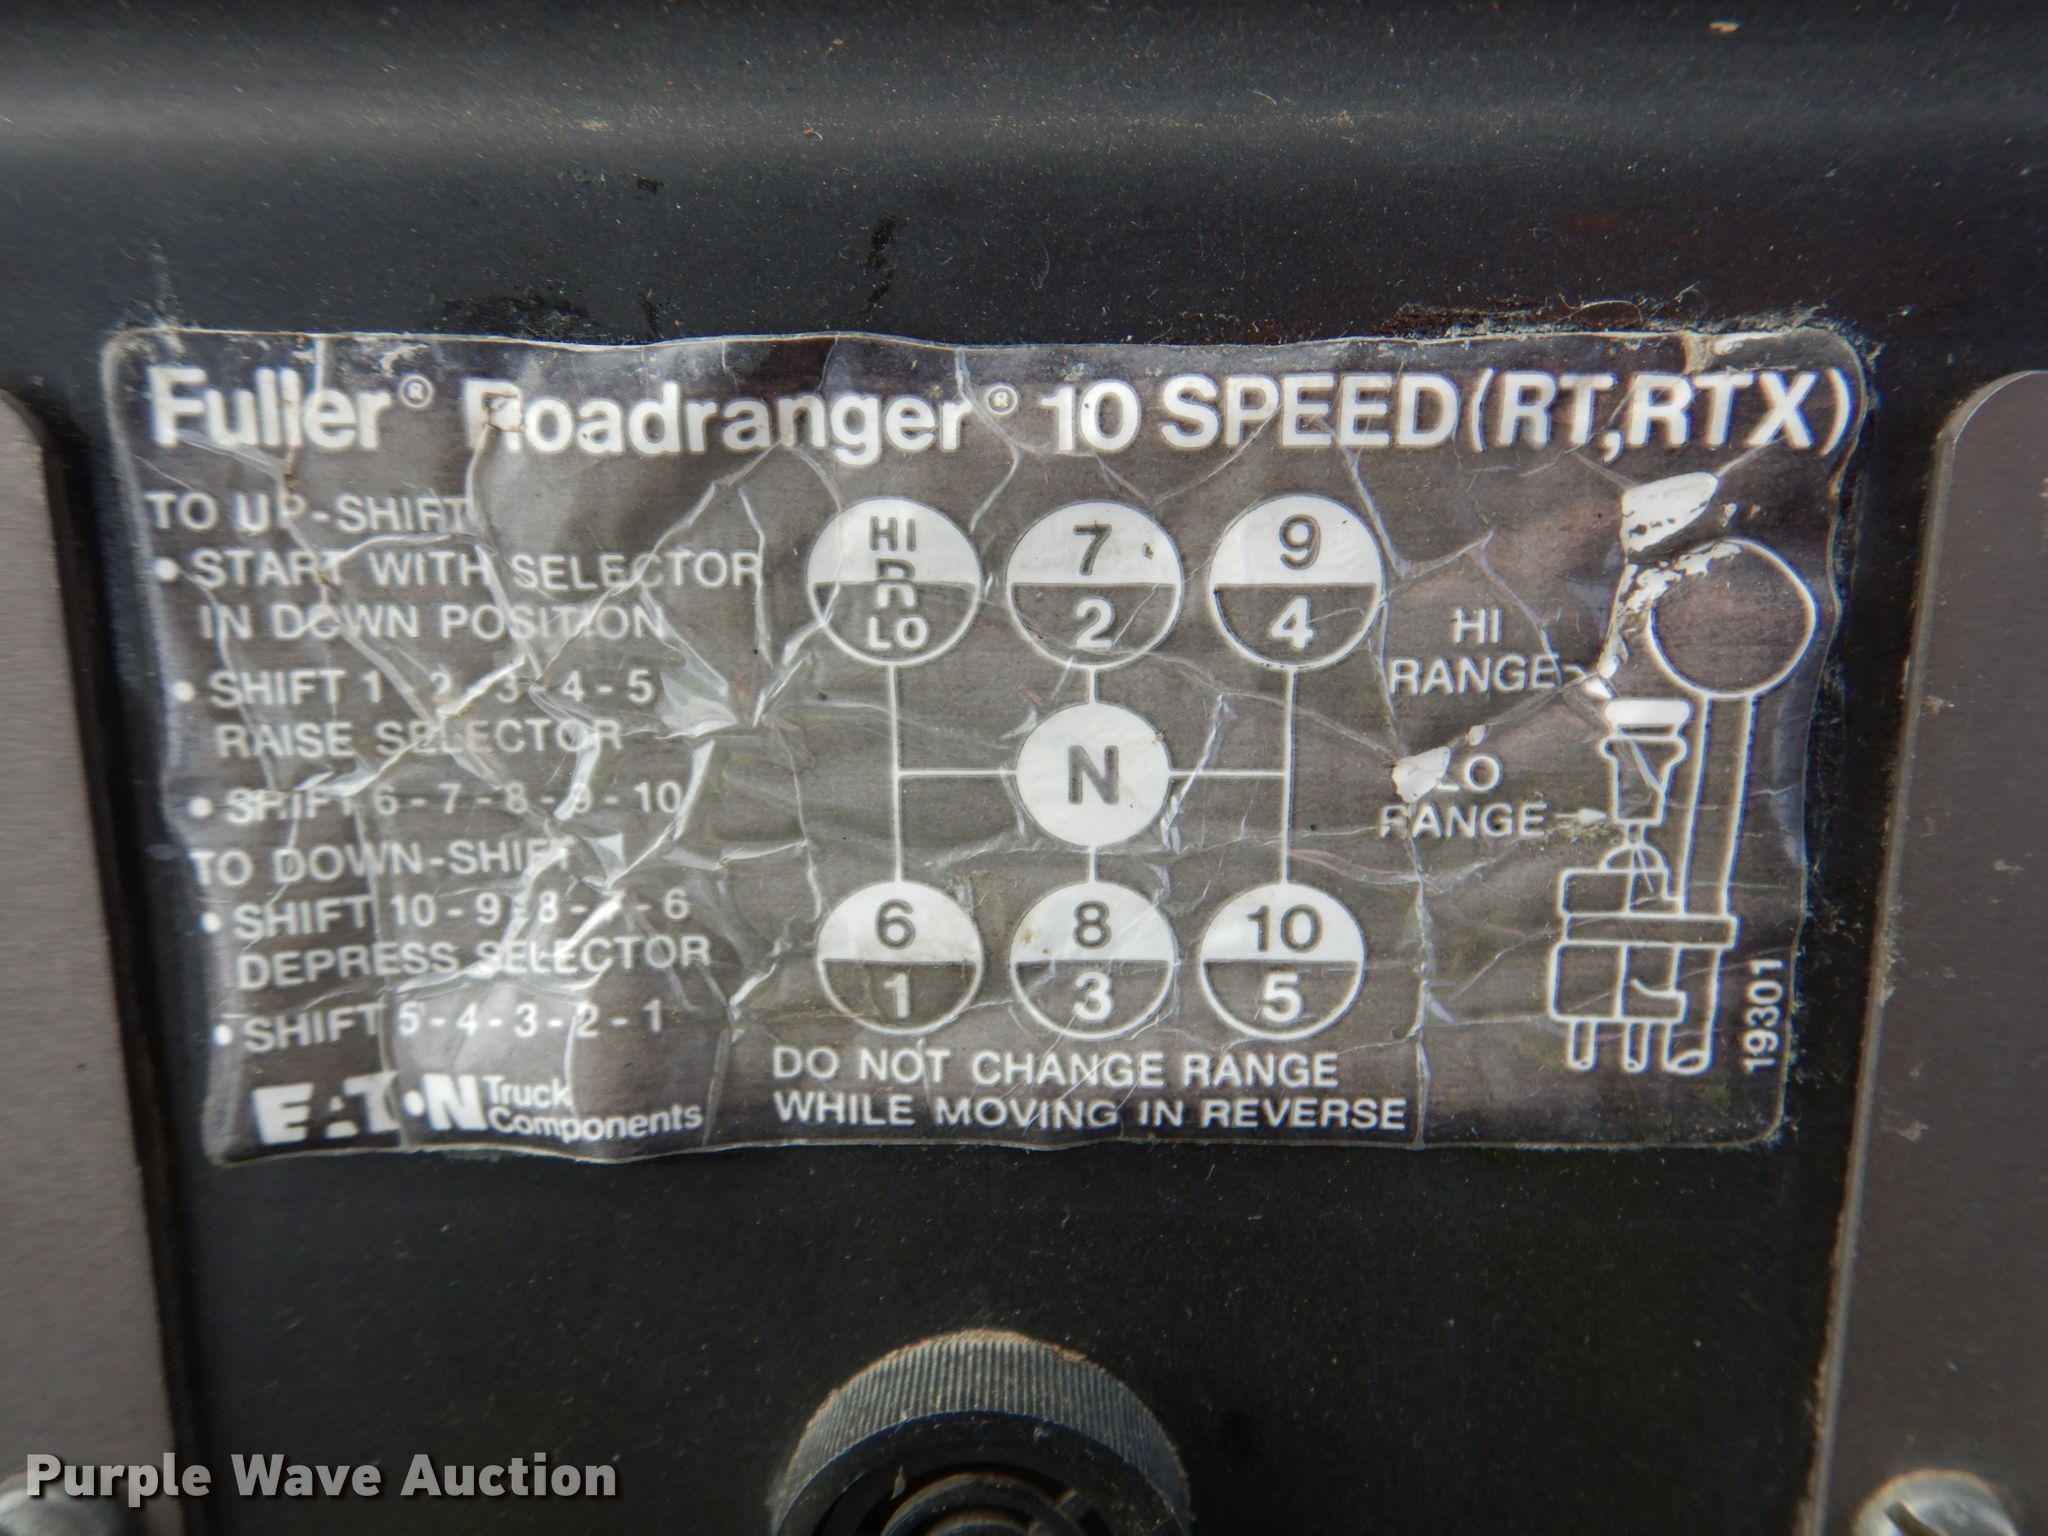 Fuller® Roadranger® 10 SPEED (RT,RTX)
TO UP-SHIFT
• START WITH SELECTOR
IN DOWN POSITION
• SHIFT 1 - 2 - 3 - 4 - 5
RAISE SELECTOR
• SHIFT 6 - 7 - 8 - 9 - 10
TO DOWN-SHIFT
• SHIFT 10 - 9 - 8 - 7 - 6
DEPRESS SELECTOR
• SHIFT 5 - 4 - 3 - 2 - 1
EATON Truck
Components
HI 7 9
R
R 2 4
LO
N
6 8 10
1 3 5
DO NOT CHANGE RANGE
WHILE MOVING IN REVERSE
HI
RANGE
LO
RANGE
19301
Purple Wave Auction